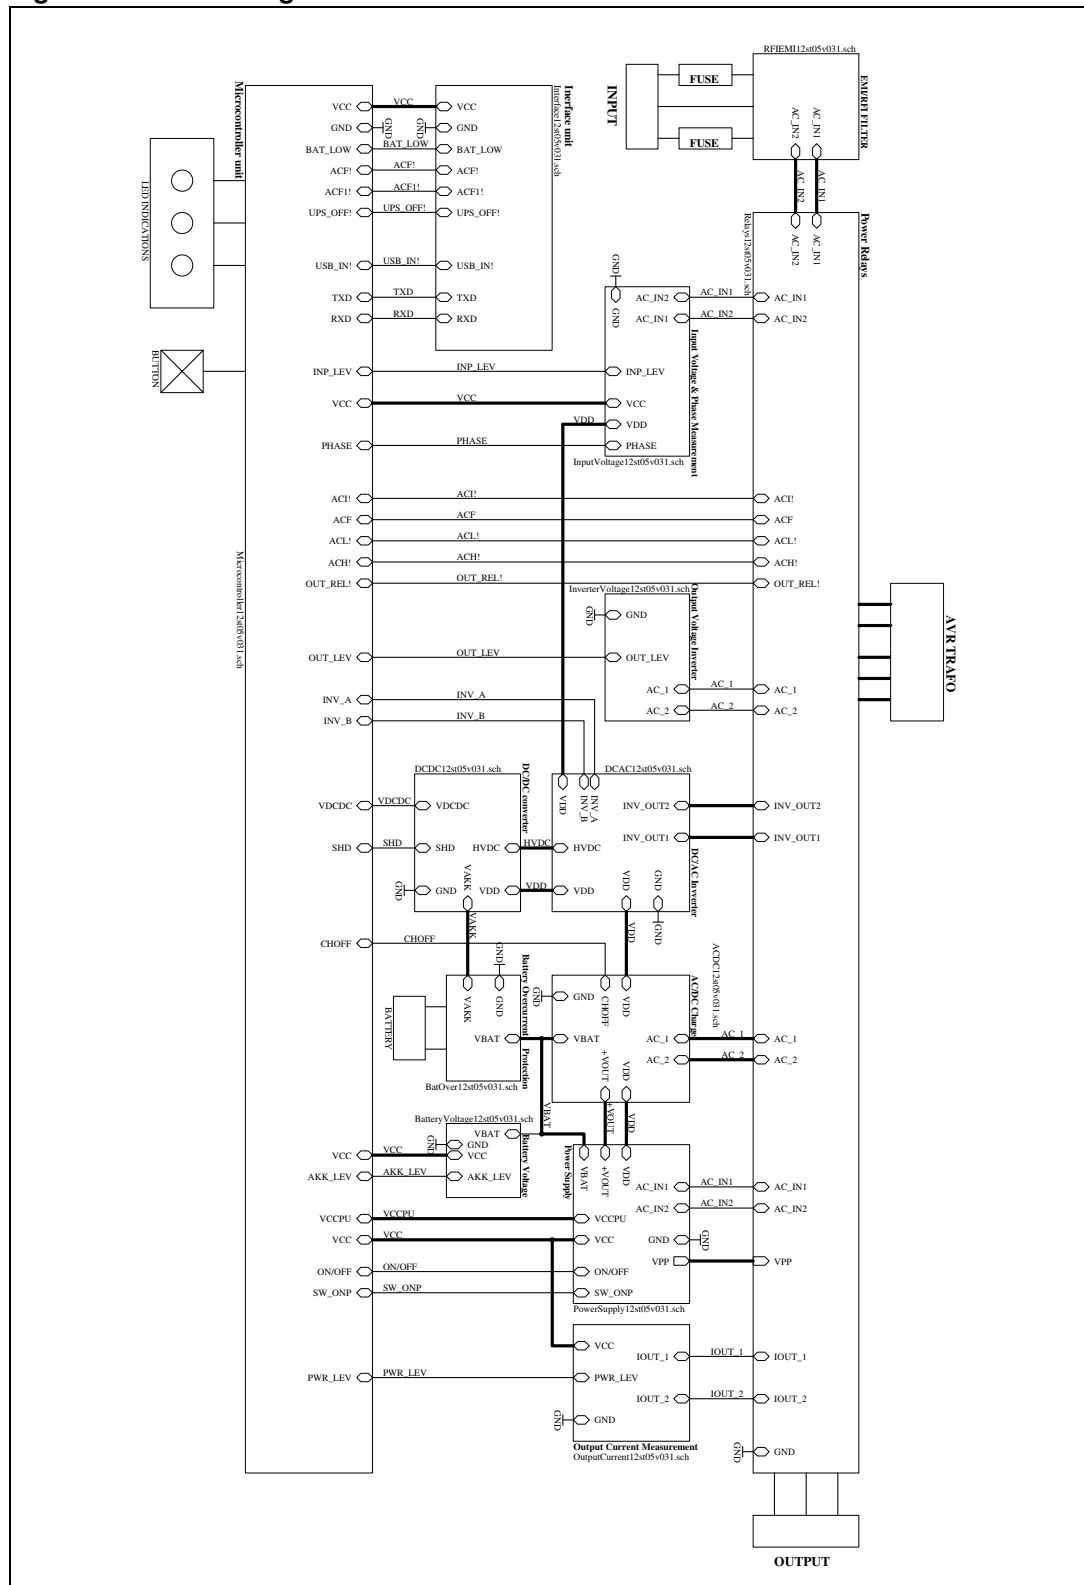 RFIEMI12st05v031.sch
EMI/RFI FILTER
FUSE
FUSE
INPUT
AC_IN2
AC_IN1
AC_IN2
AC_IN1
AC_IN2
AC_IN1
Relays12st05v031.sch
Power Relays
Microcontroller unit
Inerface unit
Interface12st05v031.sch
VCC VCC VCC
GND GND GND GND
BAT_LOW BAT_LOW BAT_LOW
ACF! ACF! ACF!
ACF1! ACF1! ACF1!
UPS_OFF! UPS_OFF! UPS_OFF!
USB_IN! USB_IN! USB_IN!
TXD TXD TXD
RXD RXD RXD
LED INDICATIONS
BUTTON
GND
GND
AC_IN2 AC_IN1 AC_IN1
AC_IN1 AC_IN2 AC_IN2
INP_LEV INP_LEV INP_LEV
VCC VCC VCC
VDD VDD
PHASE PHASE PHASE
Input Voltage & Phase Measurement
InputVoltage12st05v031.sch
ACI! ACI! ACI!
ACF ACF ACF
ACL! ACL! ACL!
ACH! ACH! ACH!
OUT_REL! OUT_REL! OUT_REL!
Microcontroller12st05v031.sch
InverterVoltage12st05v031.sch
Output Voltage Inverter
GND GND
OUT_LEV OUT_LEV OUT_LEV
AC_1 AC_1 AC_1
AC_2 AC_2 AC_2
AVR TRAFO
INV_A INV_A
INV_B INV_B
DCDC12st05v031.sch
DC/DC converter
DCAC12st05v031.sch
DC/AC Invverter
VDD
INV_B
INV_A
VDCDC VDCDC VDCDC
INV_OUT2 INV_OUT2
INV_OUT1 INV_OUT1
SHD SHD SHD
HVDC HVDC HVDC
GND GND
VAKK
VDD VDD VDD
VDD
GND
GND
VAKK
VDD
CHOFF CHOFF
GND
VAKK
GND
Battery Overcurrent Protection
BATTERY
VBAT
BatOver12st05v031.sch
ACDC12st05v031.sch
AC/DC Charge
GND GND
CHOFF
VDD
VBAT
AC_1 AC_1 AC_1
AC_2 AC_2 AC_2
+VOUT
VDD
VBAT
+VOUT
VDD
BatteryVoltage12st05v031.sch
Battery Voltage
VBAT
GND GND
VCC VCC VCC
AKK_LEV AKK_LEV AKK_LEV
Power Supply
VBAT
+VOUT
VDD
AC_IN1 AC_IN1 AC_IN1
AC_IN2 AC_IN2 AC_IN2
VCCPU VCCPU VCCPU
VCC VCC VCC
GND GND
VPP VPP
ON/OFF ON/OFF ON/OFF
SW_ONP SW_ONP SW_ONP
PowerSupply12st05v031.sch
VCC
IOUT_1 IOUT_1 IOUT_1
PWR_LEV PWR_LEV PWR_LEV
IOUT_2 IOUT_2 IOUT_2
GND GND
Output Current Measurement
OutputCurrent12st05v031.sch
GND GND
OUTPUT